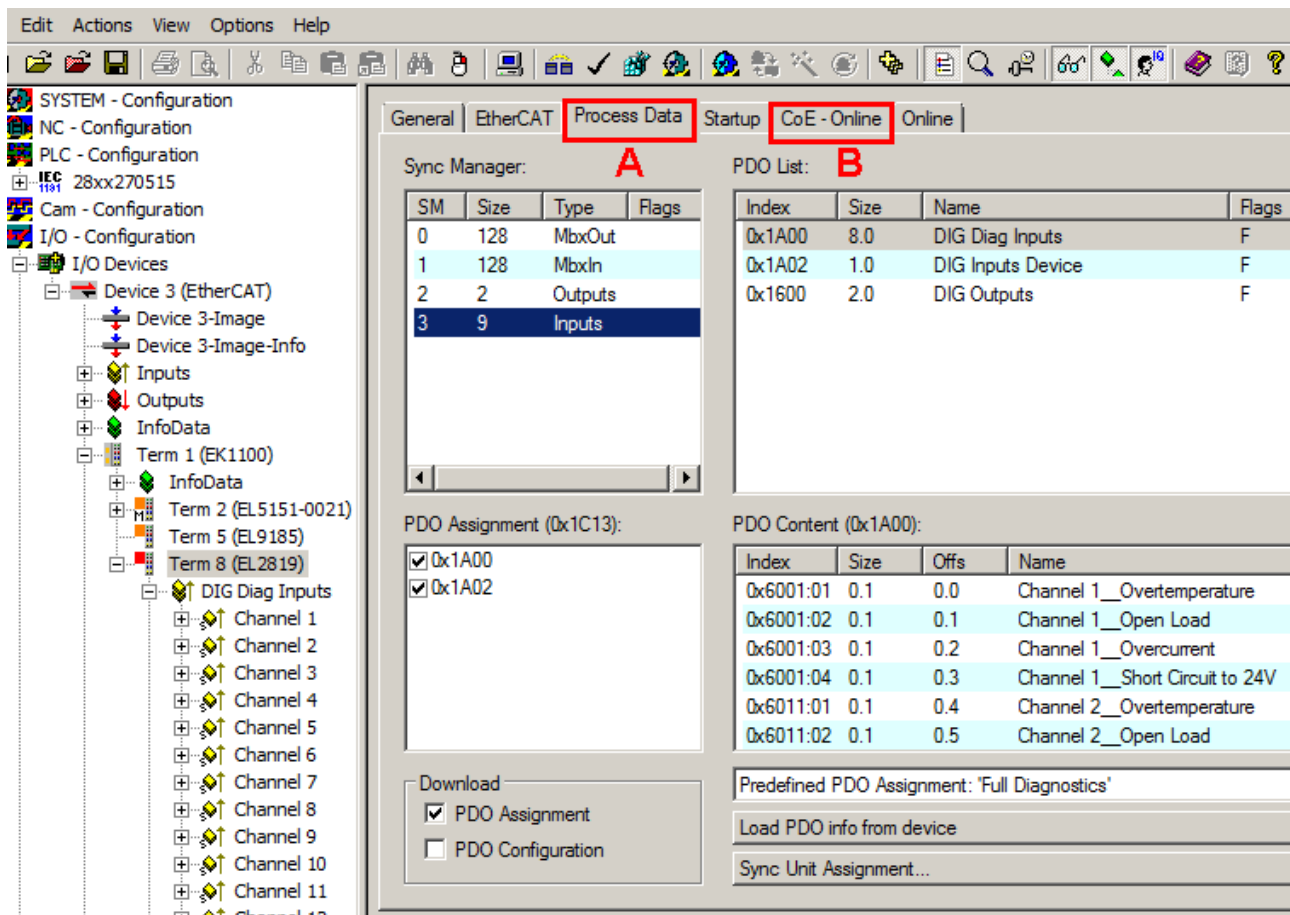 Edit Actions View Options Help
SYSTEM - Configuration
NC - Configuration
PLC - Configuration
IEC 1131 28xx270515
Cam - Configuration
I/O - Configuration
I/O Devices
Device 3 (EtherCAT)
Device 3-Image
Device 3-Image-Info
Inputs
Outputs
InfoData
Term 1 (EK1100)
InfoData
M Term 2 (EL5151-0021)
Term 5 (EL9185)
Term 8 (EL2819)
DIG Diag Inputs
Channel 1
Channel 2
Channel 3
Channel 4
Channel 5
Channel 6
Channel 7
Channel 8
Channel 9
Channel 10
Channel 11
General EtherCAT Process Data Startup CoE - Online Online
A B
Sync Manager:
SM Size Type Flags
0 128 MbxOut
1 128 MbxIn
2 2 Outputs
3 9 Inputs
PDO List:
Index Size Name Flags
0x1A00 8.0 DIG Diag Inputs F
0x1A02 1.0 DIG Inputs Device F
0x1600 2.0 DIG Outputs F
PDO Assignment (0x1C13):
0x1A00
0x1A02
PDO Content (0x1A00):
Index Size Offs Name
0x6001:01 0.1 0.0 Channel 1__Overtemperature
0x6001:02 0.1 0.1 Channel 1__Open Load
0x6001:03 0.1 0.2 Channel 1__Overcurrent
0x6001:04 0.1 0.3 Channel 1__Short Circuit to 24V
0x6011:01 0.1 0.4 Channel 2__Overtemperature
0x6011:02 0.1 0.5 Channel 2__Open Load
Download
PDO Assignment
PDO Configuration
Predefined PDO Assignment: 'Full Diagnostics'
Load PDO info from device
Sync Unit Assignment...